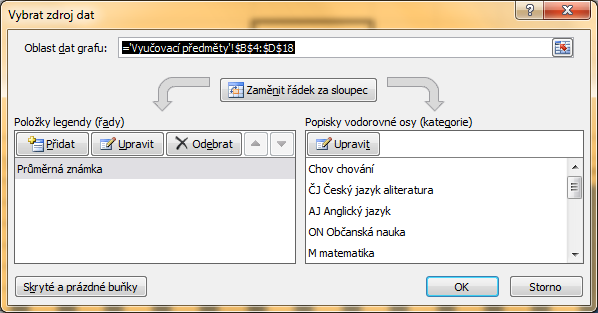 Vybrat zdroj dat
Oblast dat grafu: ='Vyučovací předměty'!$B$4:$D$18
Zaměnit řádek za sloupec
Položky legendy (řady)
Přidat Upravit Odebrat
Průměrná známka
Popisky vodorovné osy (kategorie)
Upravit
Chov chování
ČJ Český jazyk aliteratura
AJ Anglický jazyk
ON Občanská nauka
M matematika
Skryté a prázdné buňky OK Storno